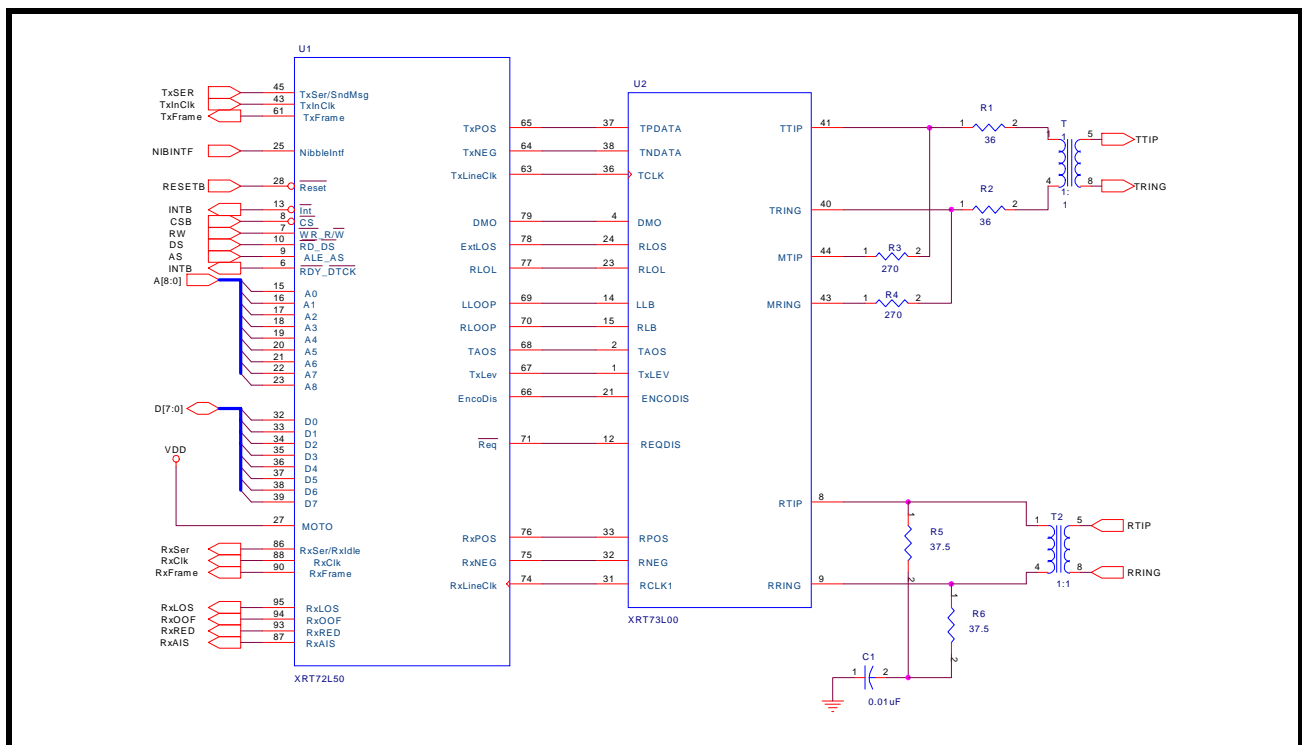 U1
TxSER 45 TxSer/SndMsg
TxInClk 43 TxInClk
TxFrame 61 TxFrame
NIBINTF 25 NibbleIntf
RESETB 28 Reset
INTB 13 Int
CSB 8 CS
RW 7 WR_R/W
DS 10 RD_DS
AS 9 ALE_AS
INTB 6 RDY_DTCK
A[8:0]
15 A0
16 A1
17 A2
18 A3
19 A4
20 A5
21 A6
22 A7
23 A8
D[7:0]
32 D0
33 D1
34 D2
35 D3
36 D4
37 D5
38 D6
39 D7
VDD
27 MOTO
RxSer 86 RxSer/RxIdle
RxClk 88 RxClk
RxFrame 90 RxFrame
RxLOS 95 RxLOS
RxOOF 94 RxOOF
RxRED 93 RxRED
RxAIS 87 RxAIS
XRT72L50
U2
TxPOS 65 37 TPDATA
TxNEG 64 38 TNDATA
TxLineClk 63 36 TCLK
DMO 79 4 DMO
ExtLOS 78 24 RLOS
RLOL 77 23 RLOL
LLOOP 69 14 LLB
RLOOP 70 15 RLB
TAOS 68 2 TAOS
TxLev 67 1 TxLEV
EncoDis 66 21 ENCODIS
Req 71 12 REQDIS
RxPOS 76 33 RPOS
RxNEG 75 32 RNEG
RxLineClk 74 31 RCLK1
XRT73L00
TTIP 41
TRING 40
MTIP 44
MRING 43
RTIP 8
RRING 9
1 R1 2
36
1 R2 2
36
1 R3 2
270
1 R4 2
270
T
1 1 5 TTIP
4 8 TRING
1:
1
1 R5 2
37.5
1 R6 2
37.5
T2
1 5 RTIP
4 8 RRING
1:1
C1
1 2
0.01uF